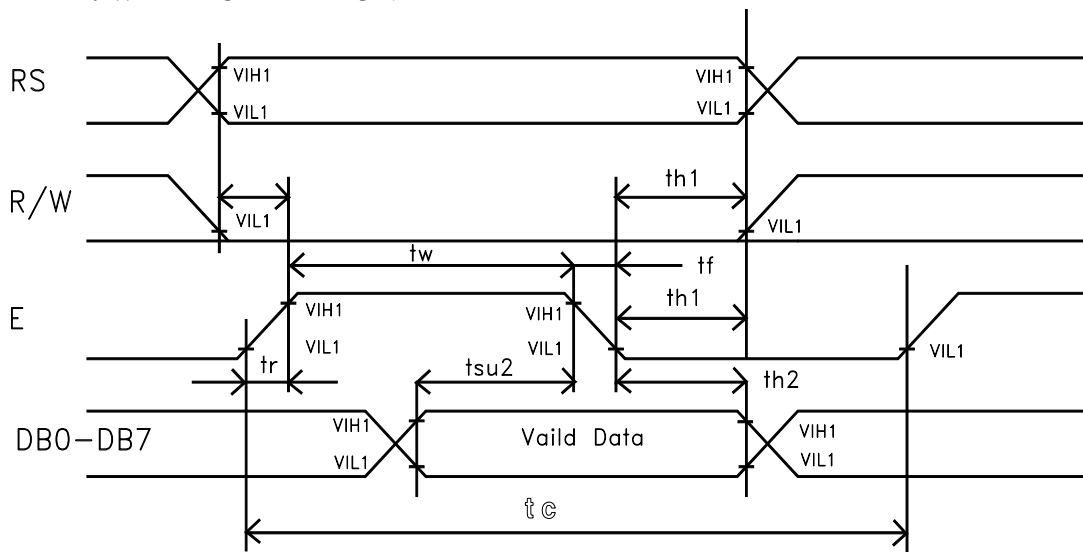 RS VIH1 VIH1
VIL1 VIL1
R/W VIL1 th1 VIL1
tw tf
E VIH1 VIH1 th1
VIL1 VIL1 VIL1
tr tsu2 th2
DB0-DB7 VIH1 Vaild Data VIH1
VIL1 VIL1
tc